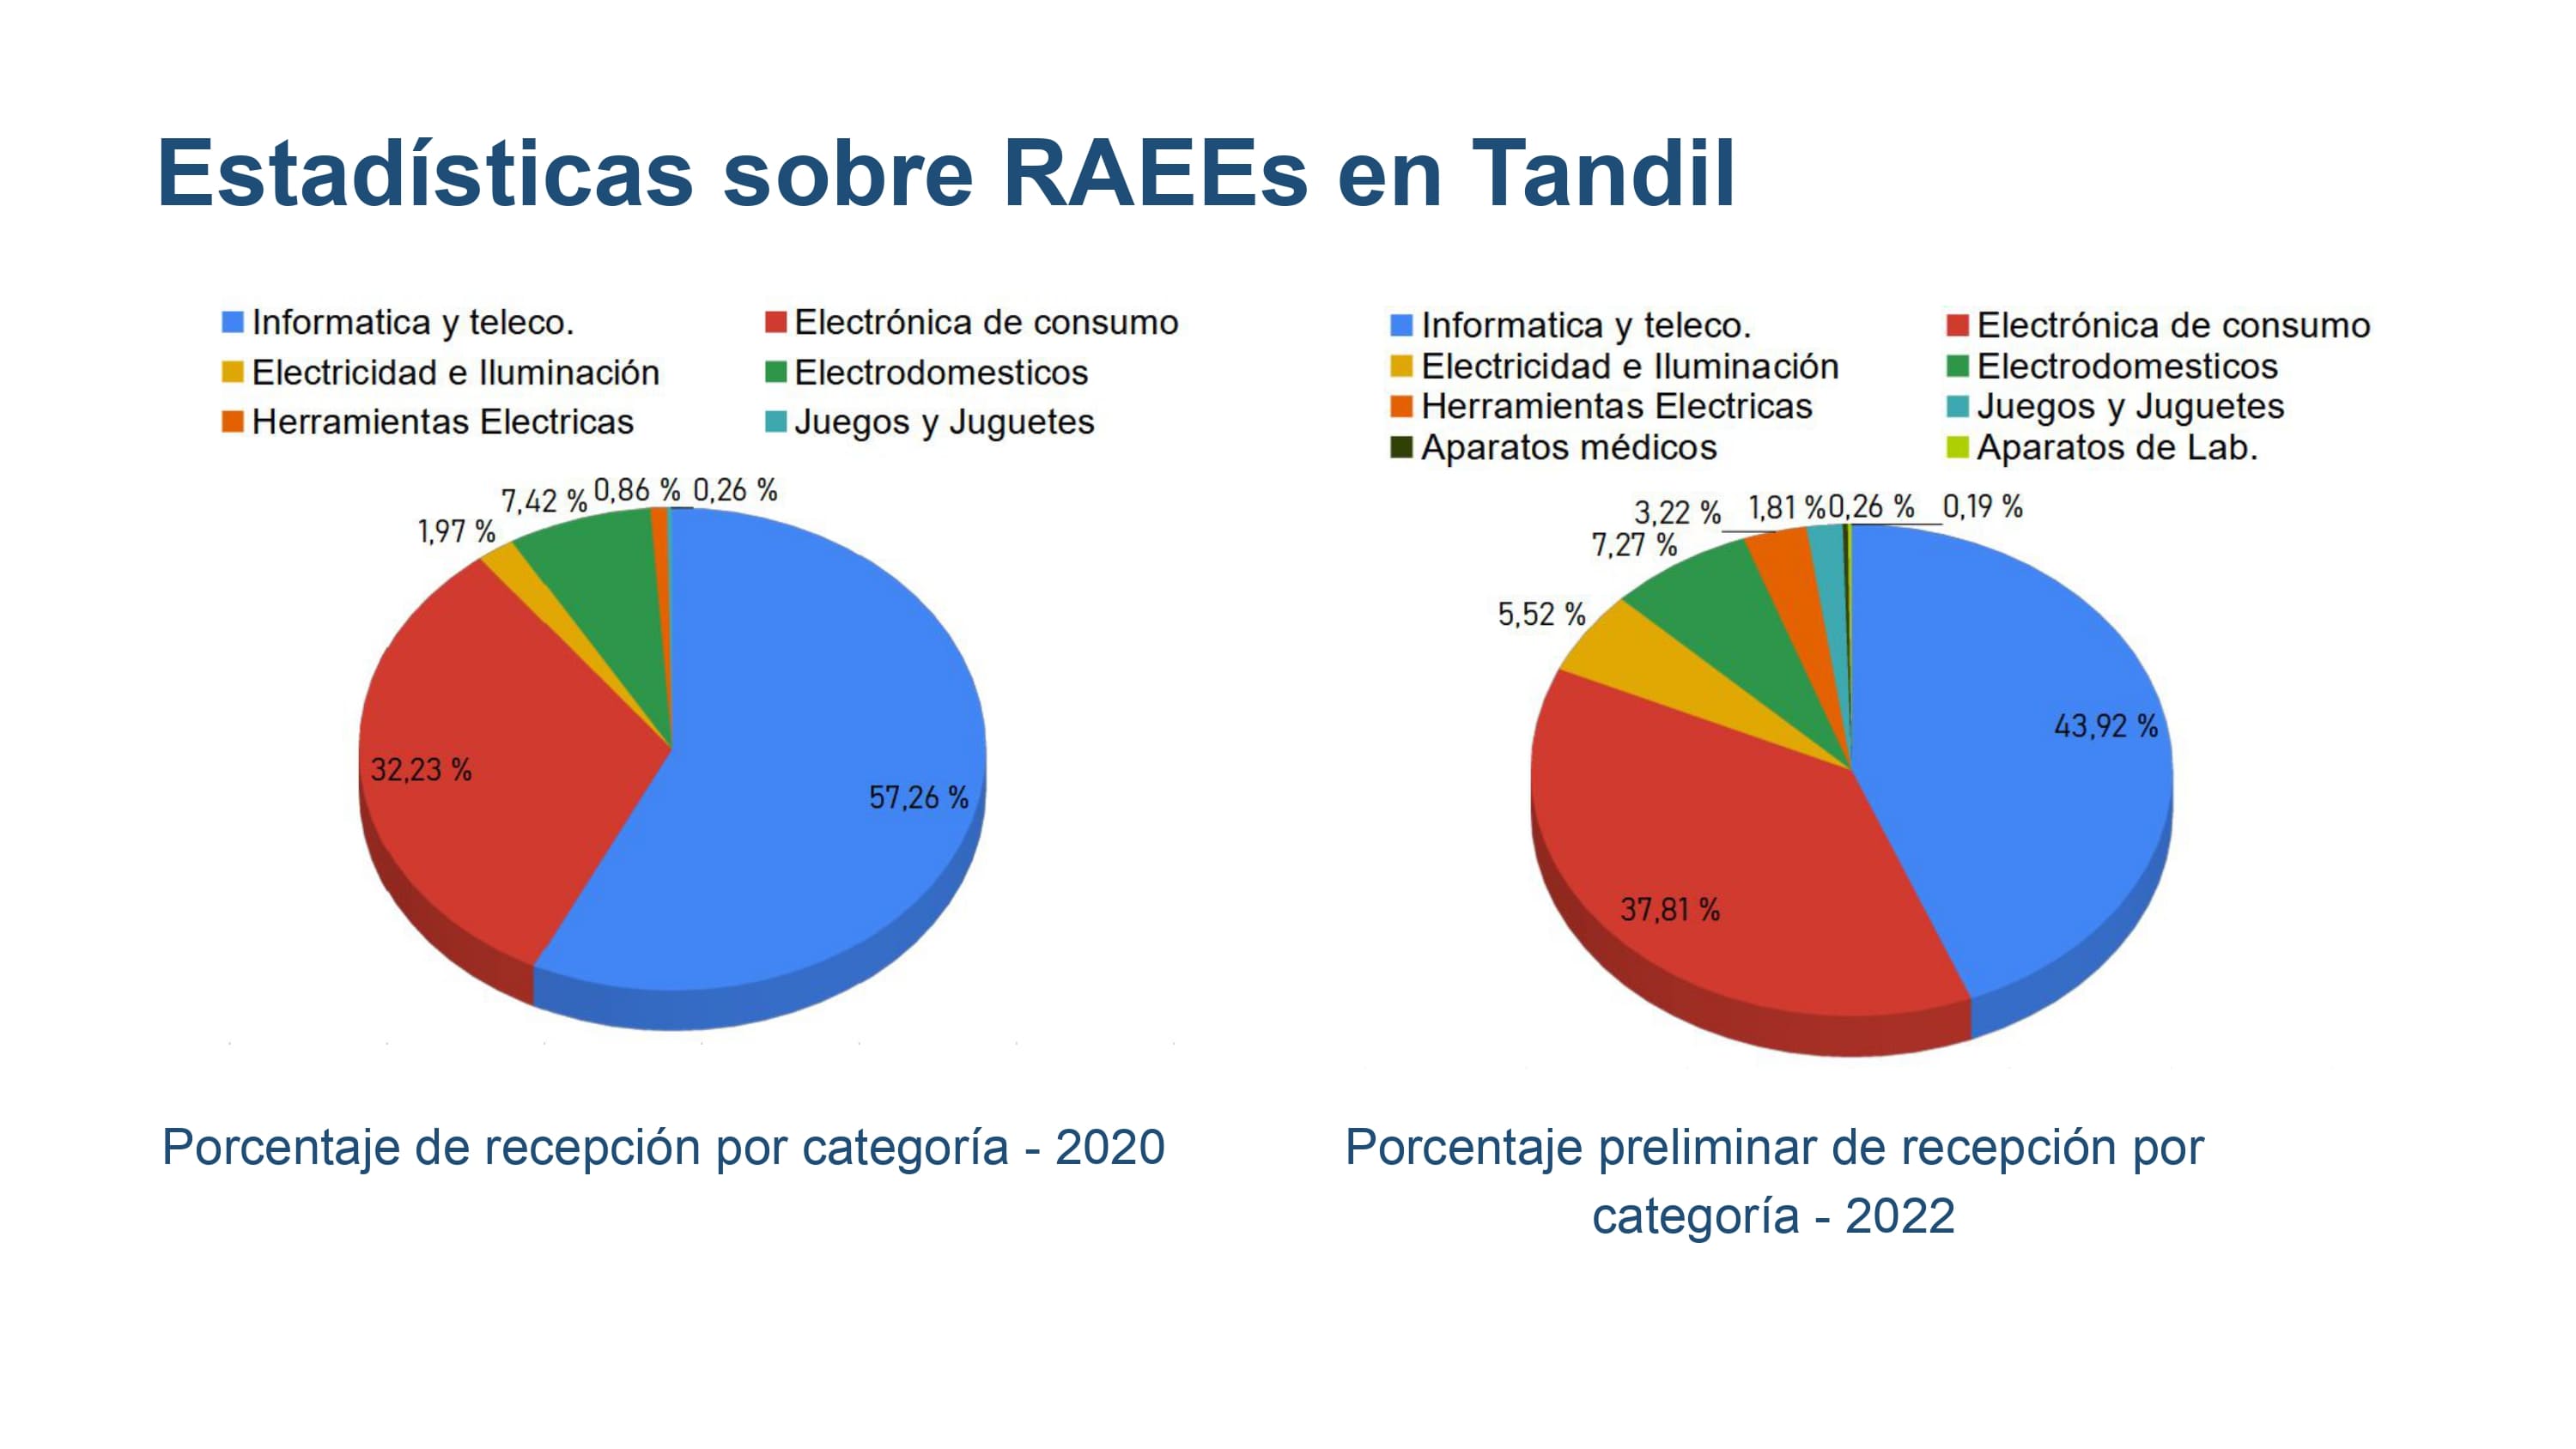 Estadísticas sobre RAEEs en Tandil
Informatica y teleco.
Electrónica de consumo
Electricidad e Iluminación
Electrodomesticos
Herramientas Electricas
Juegos y Juguetes
1,97 %
7,42 %
0,86 %
0,26 %
32,23 %
57,26 %
Porcentaje de recepción por categoría - 2020
Informatica y teleco.
Electrónica de consumo
Electricidad e Iluminación
Electrodomesticos
Herramientas Electricas
Juegos y Juguetes
Aparatos médicos
Aparatos de Lab.
3,22 %
1,81 %
0,26 %
0,19 %
7,27 %
5,52 %
43,92 %
37,81 %
Porcentaje preliminar de recepción por
categoría - 2022